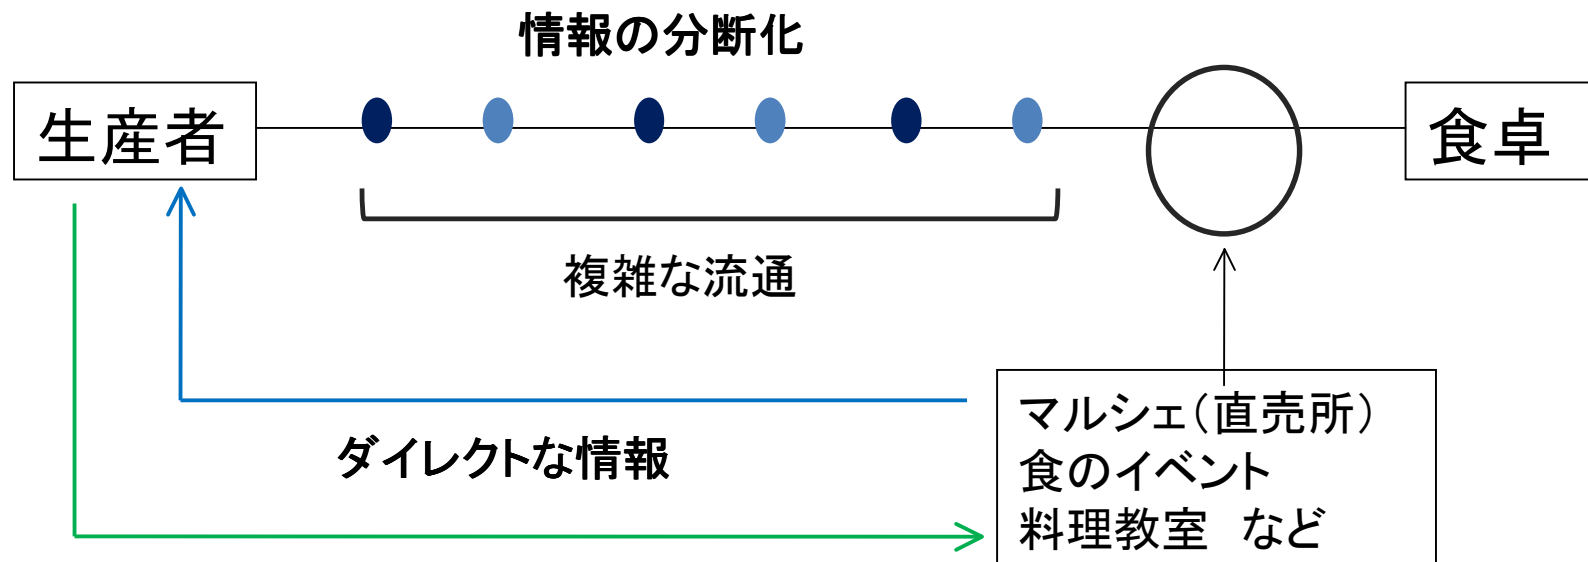 情報の分断化
生産者
食卓
複雑な流通
ダイレクトな情報
マルシェ(直売所)
食のイベント
料理教室　など